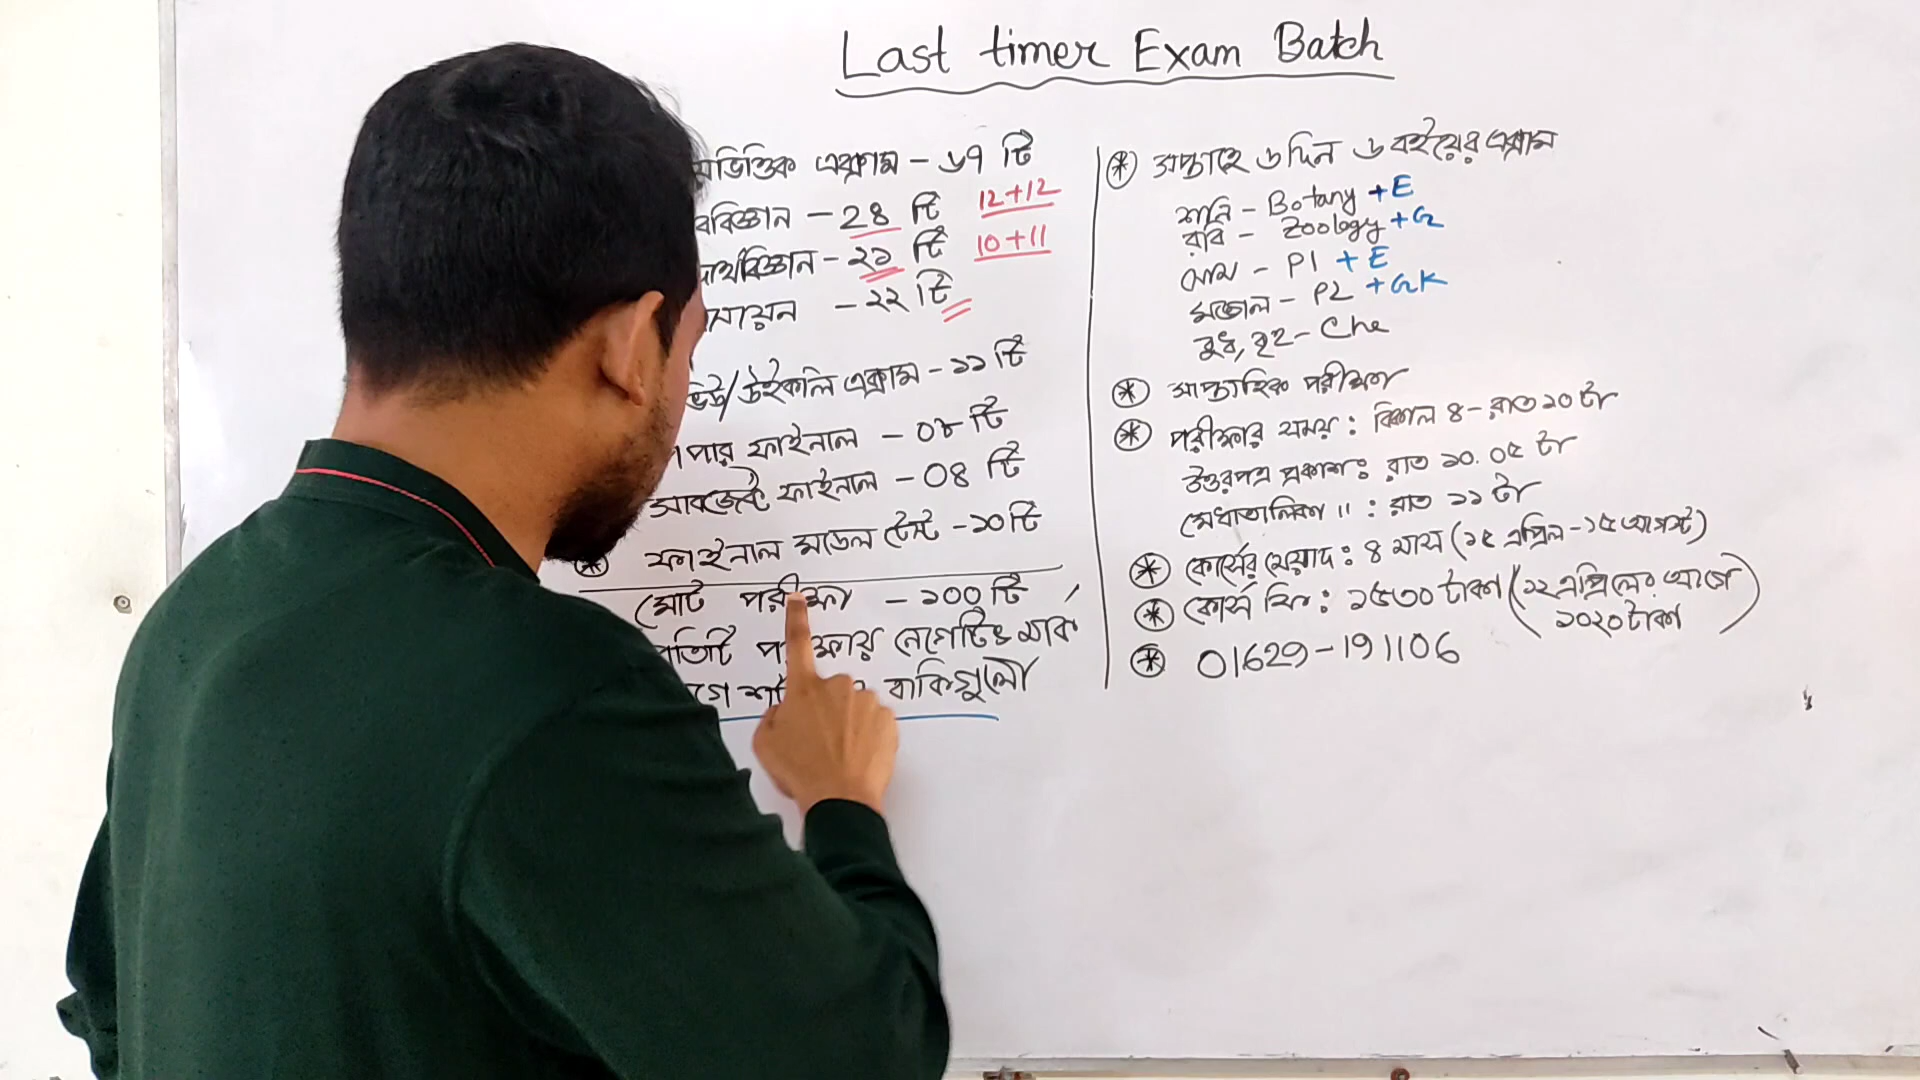 Last timer Exam Batch
এক্সাম - ৬৭ টি
- 2৪ টি 12+12
- ২১ টি 10+11
- ২২ টি
উইকলি এক্সাম - ১১ টি
পেপার ফাইনাল - ০৮ টি
সাবজেক্ট ফাইনাল - ০৪ টি
ফাইনাল মডেল টেস্ট - ১০ টি
মোট পরীক্ষা - ১০০ টি
নেগেটিভ মার্ক
বাকিগুলো
* সপ্তাহে ৬ দিন ৬ বইয়ের এক্সাম
শনি - Botany + E
রবি - Zoology + G
সোম - P1 + E
মঙ্গল - P2 + GK
বুধ, বৃহ - Che
* সাপ্তাহিক পরীক্ষা
* পরীক্ষার সময় : বিকাল ৪ - রাত ১০ টা
উত্তরপত্র প্রকাশ : রাত ১০.০৫ টা
মেধাতালিকা " : রাত ১১ টা
* কোর্সের মেয়াদ : ৪ মাস (১৫ এপ্রিল - ১৫ আগস্ট)
* কোর্স ফি : ১৫৩০ টাকা (১২ এপ্রিলের আগে
১০২০ টাকা)
* 01629-191106